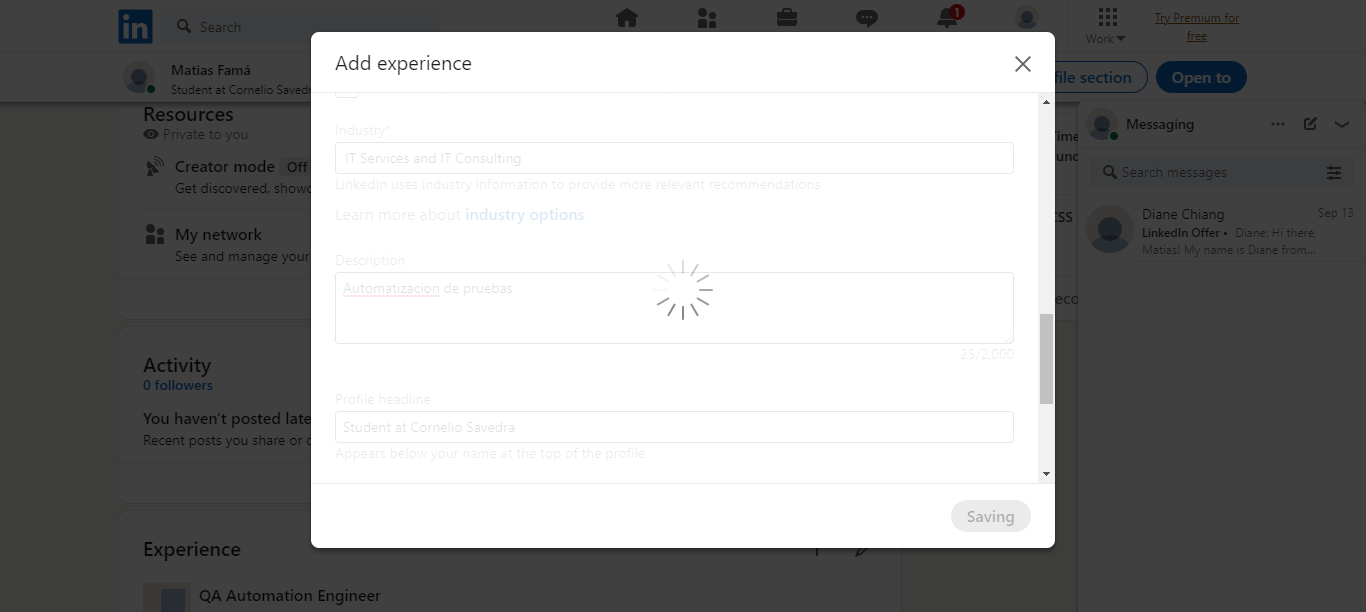 in
Search
1
Work
Try Premium for
free
Matias Famá
Student at Cornelio Saved
file section
Open to
Resources
Private to you
Creator mode Off
Get discovered, show
My network
See and manage your
Activity
0 followers
You haven't posted late
Recent posts you share or
Experience
QA Automation Engineer
Add experience
Industry*
IT Services and IT Consulting
LinkedIn uses industry information to provide more relevant recommendations
Learn more about industry options
Description
Automatizacion de pruebas
25/2,000
Profile headline
Student at Cornelio Savedra
Appears below your name at the top of the profile
Saving
Messaging
Search messages
Diane Chiang
Sep 13
LinkedIn Offer • Diane: Hi there,
Matias! My name is Diane from...